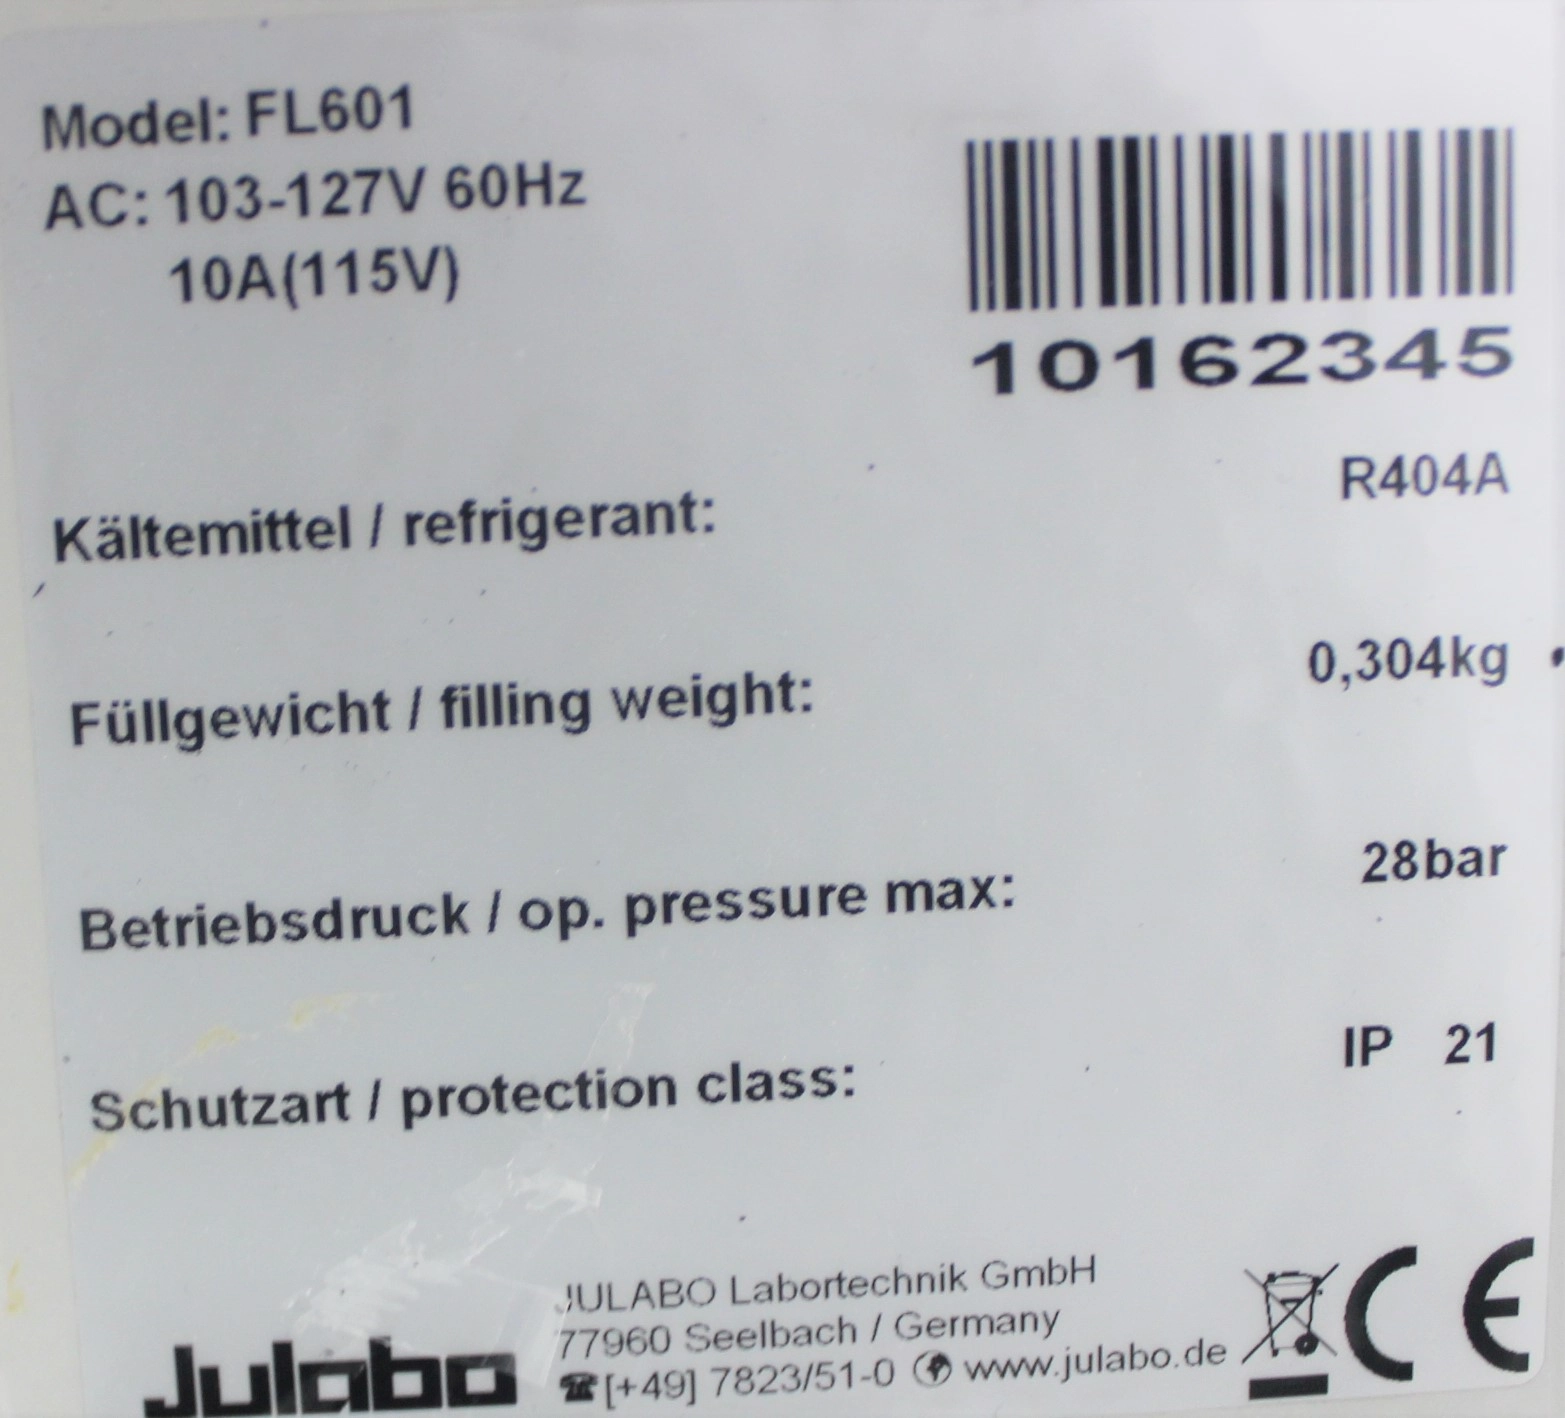 Model: FL601
AC: 103-127V 60Hz
10A(115V)
10162345
Kältemittel / refrigerant: R404A
Füllgewicht / filling weight: 0,304kg
Betriebsdruck / op. pressure max: 28bar
Schutzart / protection class: IP 21
Julabo
JULABO Labortechnik GmbH
77960 Seelbach / Germany
☎[+49] 7823/51-0 www.julabo.de
CE